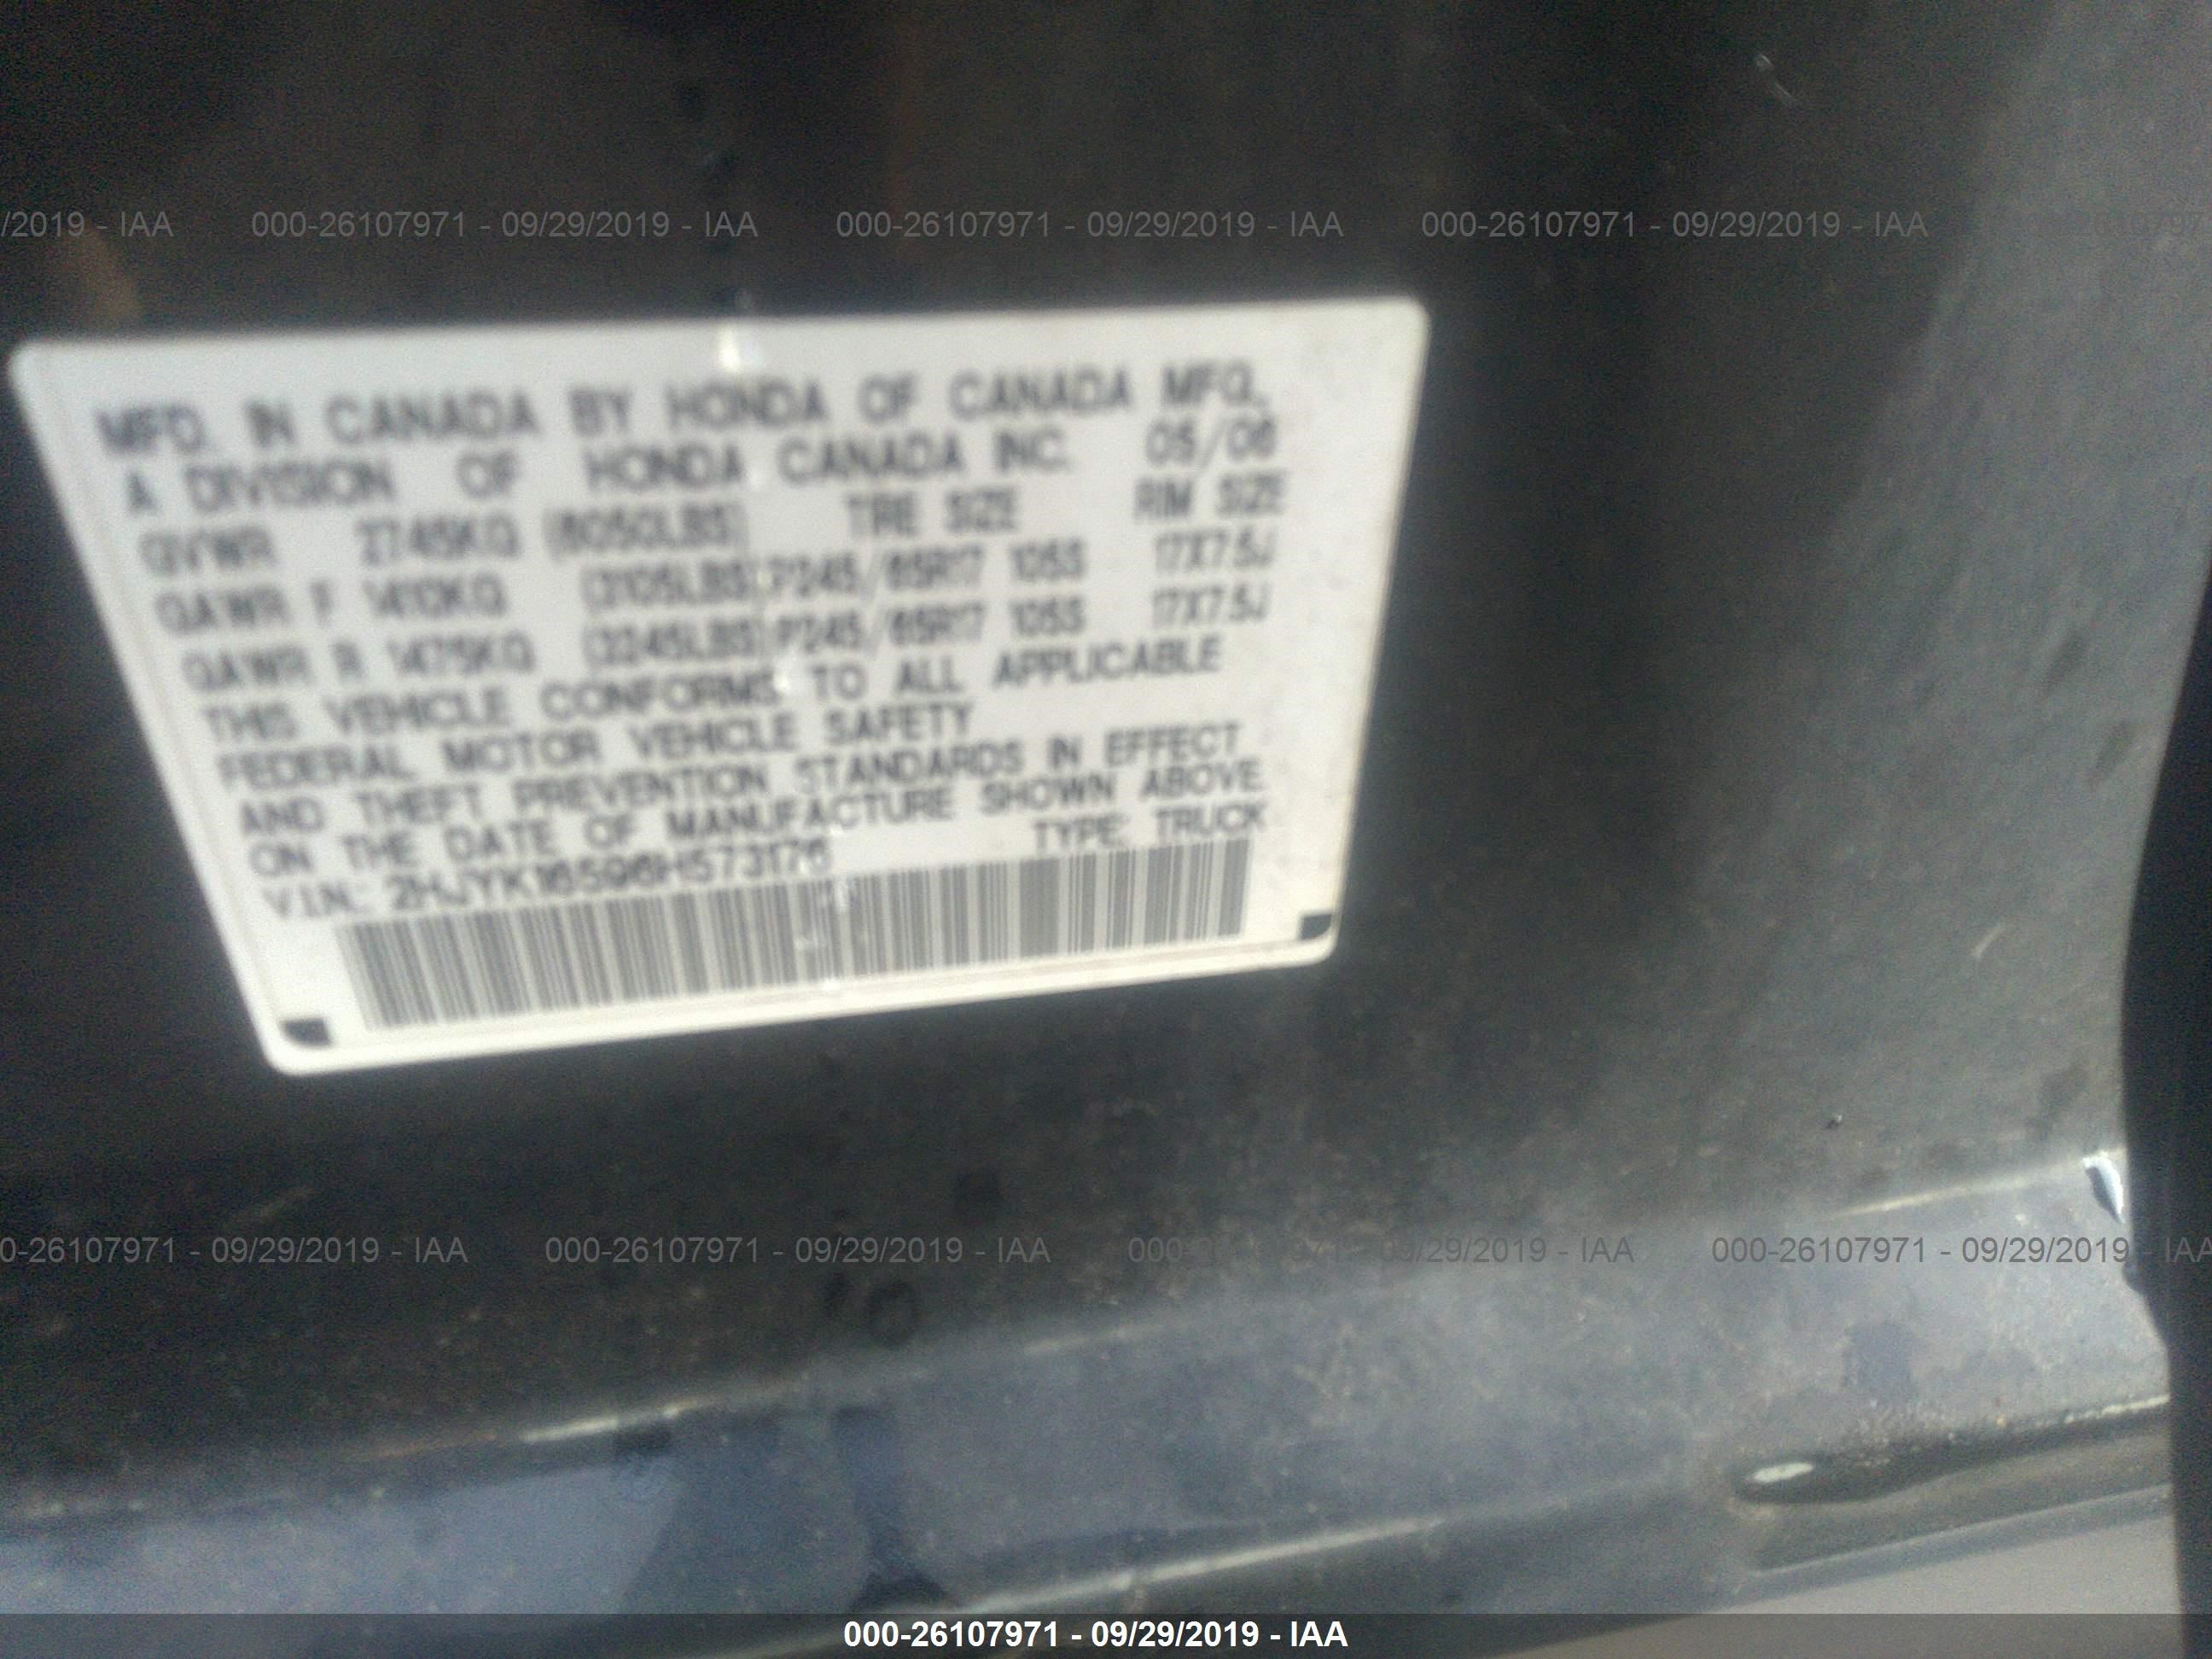 /2019 - IAA 000-26107971 - 09/29/2019 - IAA 000-26107971 - 09/29/2019 - IAA 000-26107971 - 09/29/2019 - IAA
MFD. IN CANADA BY HONDA OF CANADA MFG.,
A DIVISION OF HONDA CANADA INC. 05/06
GVWR 2745KG (6050LBS) TIRE SIZE RIM SIZE
GAWR F 1410KG (3105LBS) P245/65R17 105S 17X7.5J
GAWR R 1475KG (3245LBS) P245/65R17 105S 17X7.5J
THIS VEHICLE CONFORMS TO ALL APPLICABLE
FEDERAL MOTOR VEHICLE SAFETY
AND THEFT PREVENTION STANDARDS IN EFFECT
ON THE DATE OF MANUFACTURE SHOWN ABOVE.
V.I.N.: 2HJYK16596H573176 TYPE: TRUCK
0-26107971 - 09/29/2019 - IAA 000-26107971 - 09/29/2019 - IAA 000-26107971 - 09/29/2019 - IAA 000-26107971 - 09/29/2019 - IAA
000-26107971 - 09/29/2019 - IAA